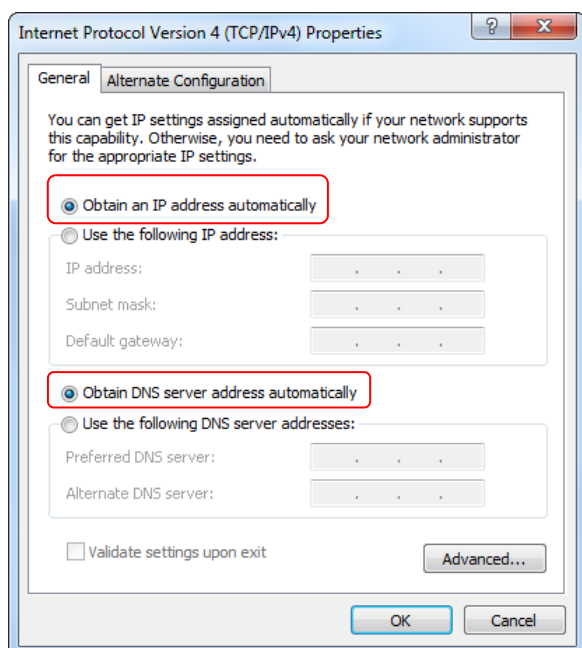 Internet Protocol Version 4 (TCP/IPv4) Properties
General
Alternate Configuration
You can get IP settings assigned automatically if your network supports
this capability. Otherwise, you need to ask your network administrator
for the appropriate IP settings.
Obtain an IP address automatically
Use the following IP address:
IP address:
Subnet mask:
Default gateway:
Obtain DNS server address automatically
Use the following DNS server addresses:
Preferred DNS server:
Alternate DNS server:
Validate settings upon exit
Advanced...
OK
Cancel